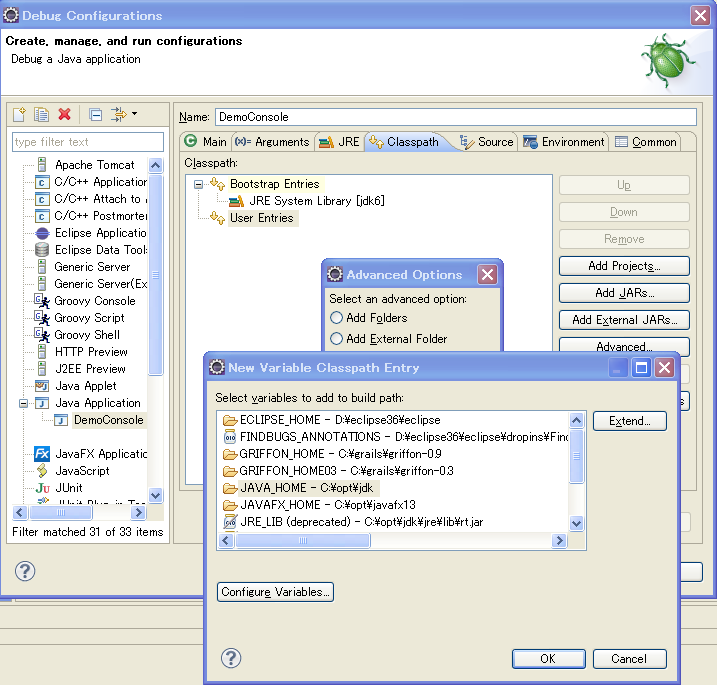 Debug Configurations
Create, manage, and run configurations
Debug a Java application
type filter text
Apache Tomcat
C/C++ Application
C/C++ Attach to
C/C++ Postmorter
Eclipse Applicatio
Eclipse Data Tool
Generic Server
Generic Server(Ex
Groovy Console
Groovy Script
Groovy Shell
HTTP Preview
J2EE Preview
Java Applet
Java Application
DemoConsole
JavaFX Applicatio
JavaScript
JUnit
JUnit Plug-in Tes
Filter matched 31 of 33 items
Name: DemoConsole
Main
(x)= Arguments
JRE
Classpath
Source
Environment
Common
Classpath:
Bootstrap Entries
JRE System Library [jdk6]
User Entries
Up
Down
Remove
Add Projects...
Add JARs...
Add External JARs...
Advanced...
Advanced Options
Select an advanced option:
Add Folders
Add External Folder
New Variable Classpath Entry
Select variables to add to build path:
ECLIPSE_HOME - D:¥eclipse36¥eclipse
FINDBUGS_ANNOTATIONS - D:¥eclipse36¥eclipse¥dropins¥Finc
GRIFFON_HOME - C:¥grails¥griffon-0.9
GRIFFON_HOME03 - C:¥grails¥griffon-0.3
JAVA_HOME - C:¥opt¥jdk
JAVAFX_HOME - C:¥opt¥javafx13
JRE_LIB (deprecated) - C:¥opt¥jdk¥jre¥lib¥rt.jar
Extend...
Configure Variables...
OK
Cancel